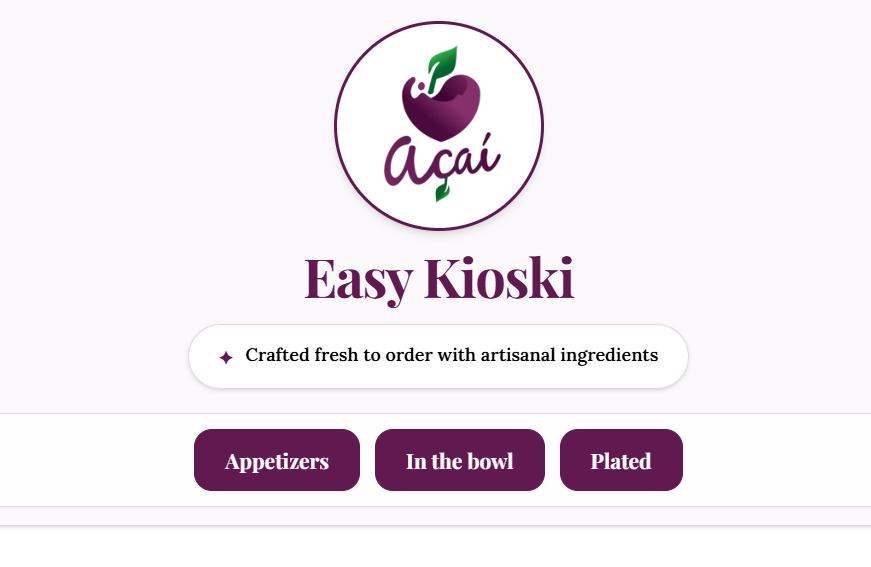 açaí
Easy Kioski
✦ Crafted fresh to order with artisanal ingredients
Appetizers
In the bowl
Plated